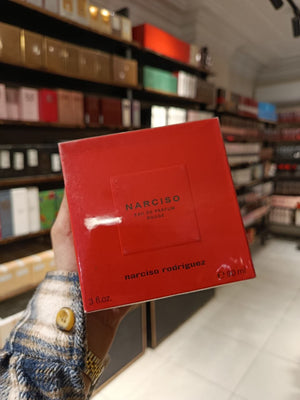 NARCISO
EAU DE PARFUM
ROUGE
narciso rodriguez
3 fl.oz.
e 90 ml